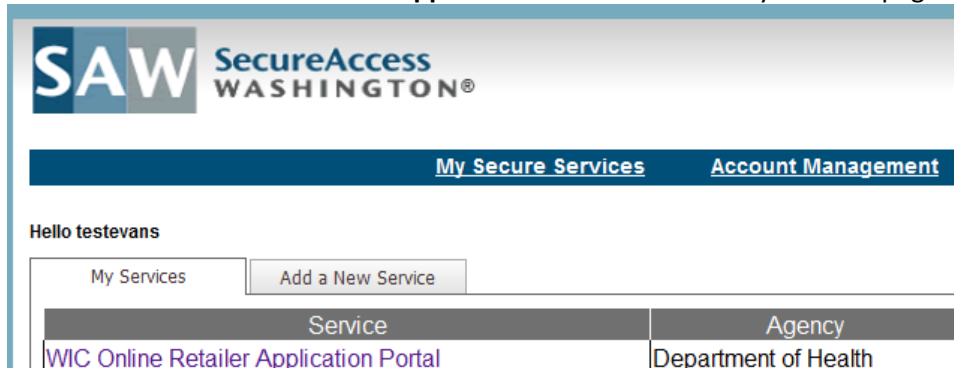 SAW SecureAccess
WASHINGTON®
My Secure Services Account Management
Hello testevans
My Services Add a New Service
Service Agency
WIC Online Retailer Application Portal Department of Health